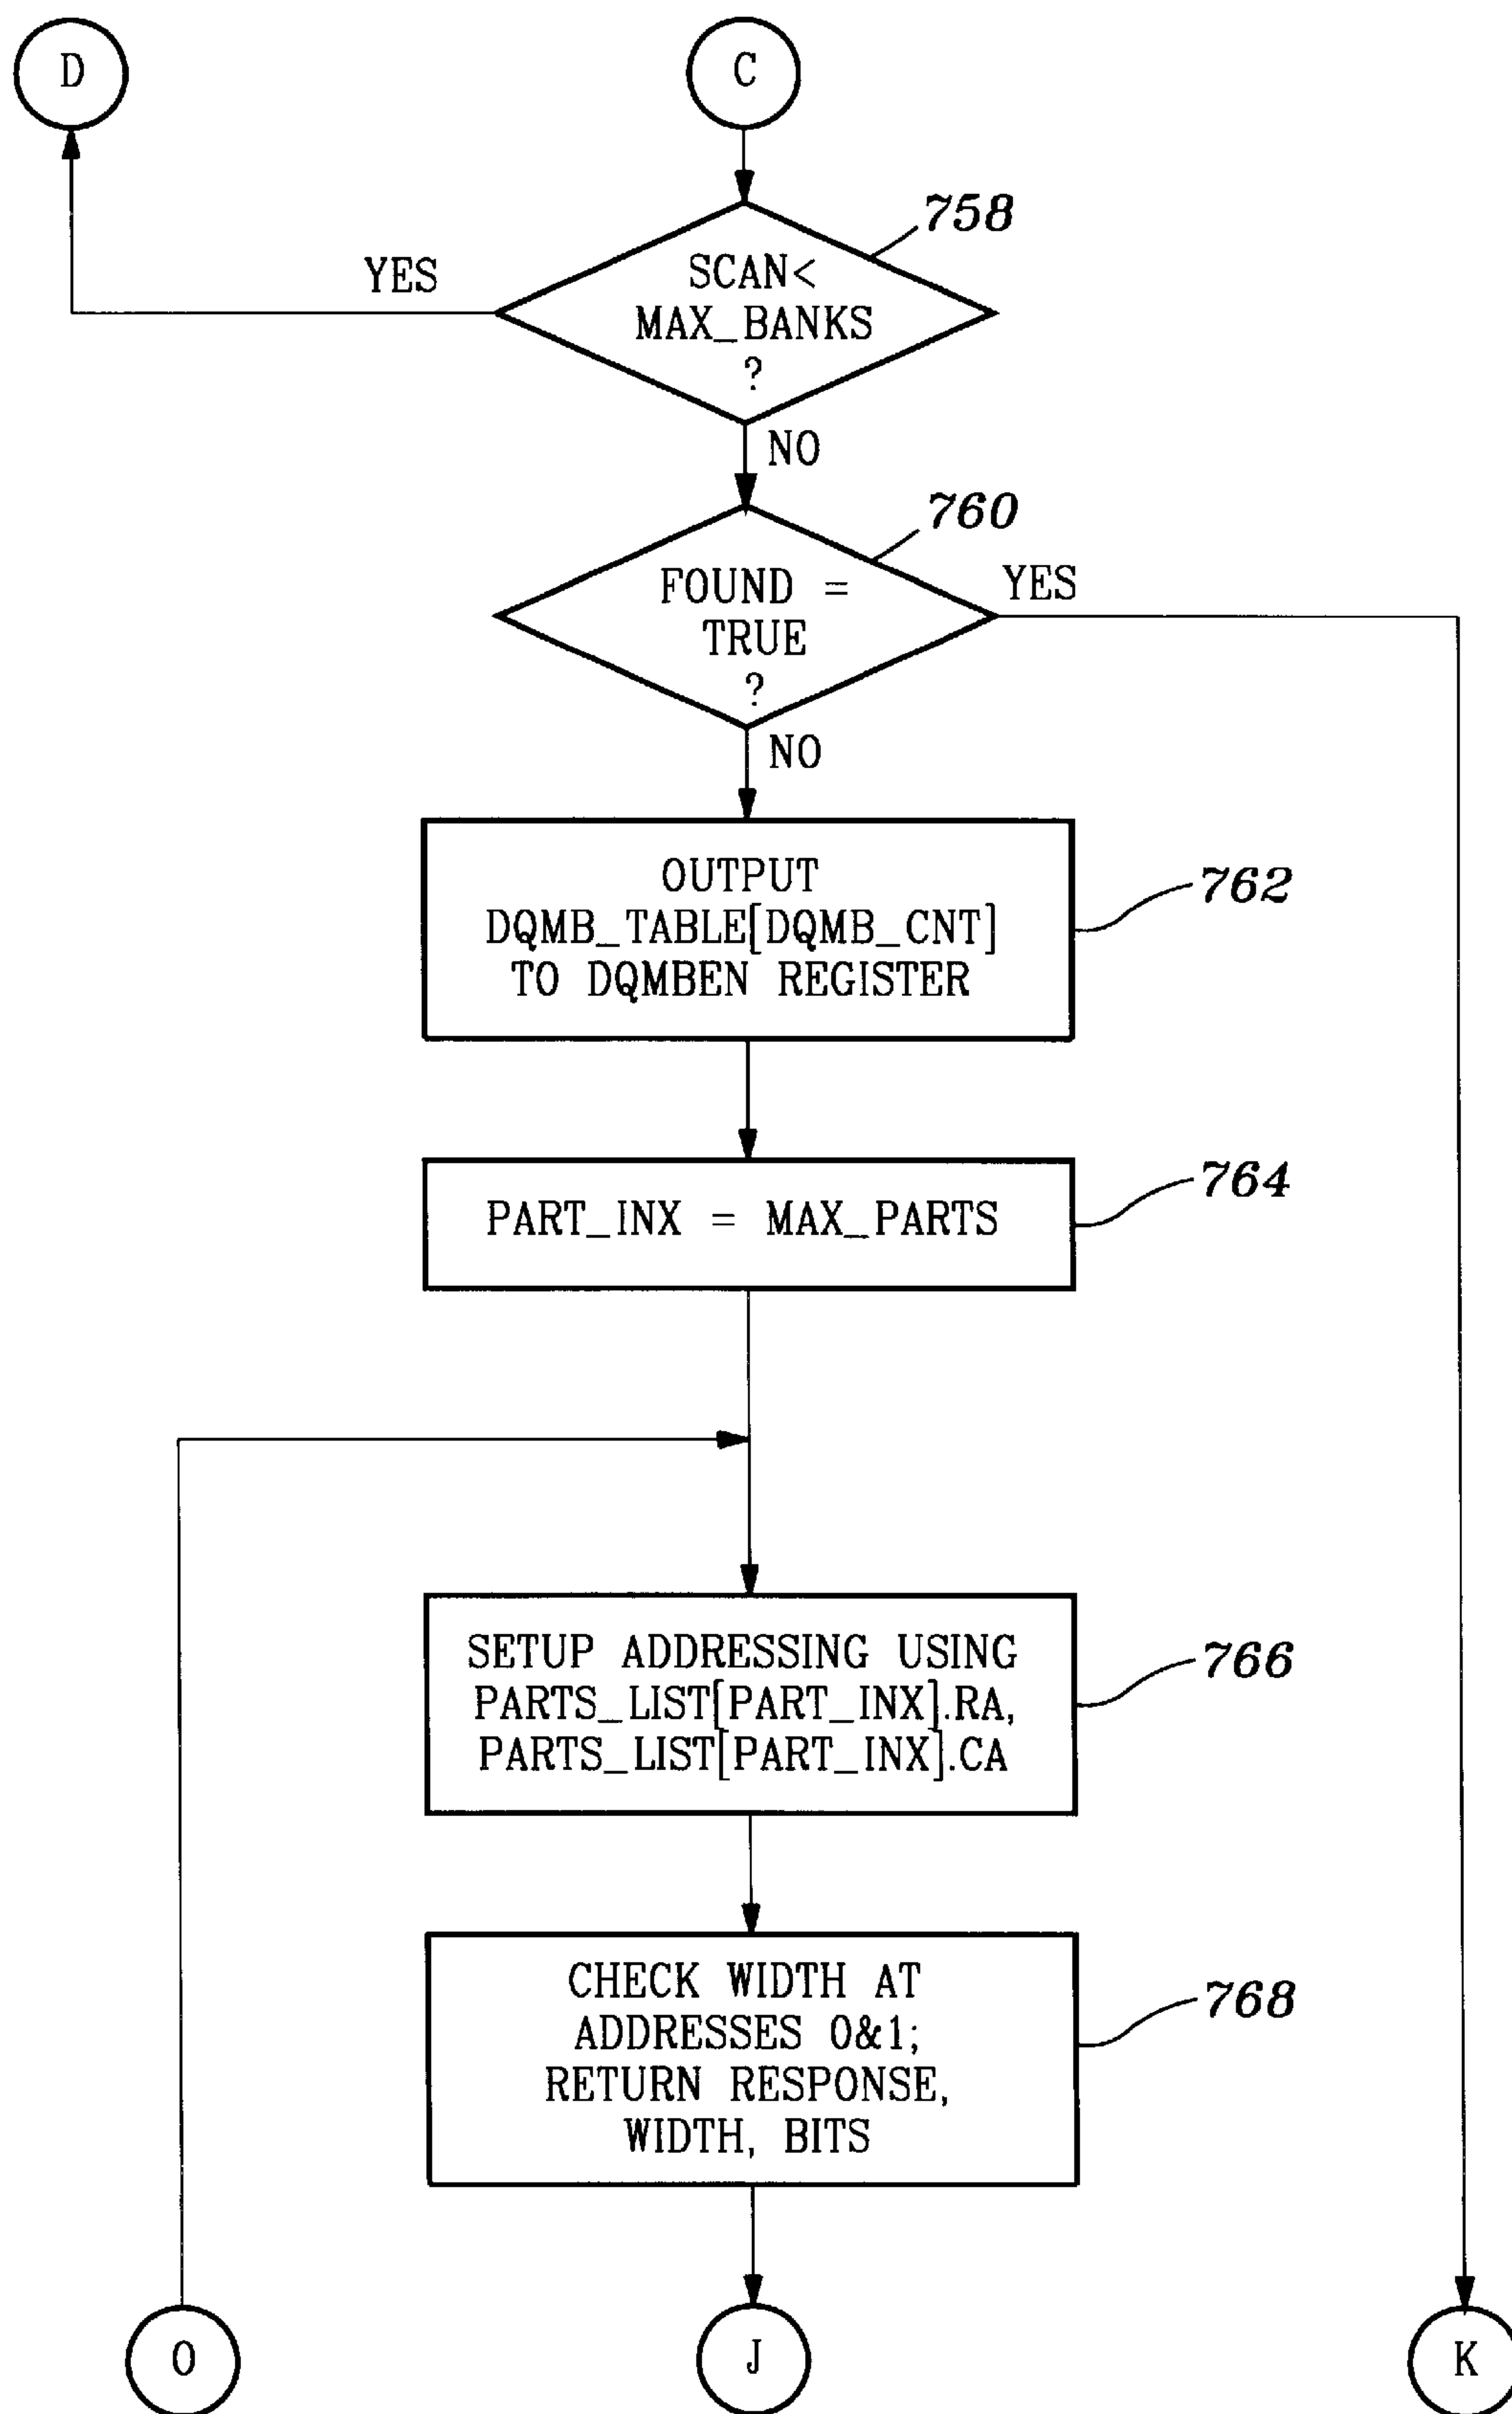 D
C
758
SCAN<
MAX_BANKS
?
YES
NO
760
FOUND =
TRUE
?
YES
NO
762
OUTPUT
DQMB_TABLE[DQMB_CNT]
TO DQMBEN REGISTER
764
PART_INX = MAX_PARTS
766
SETUP ADDRESSING USING
PARTS_LIST[PART_INX].RA,
PARTS_LIST[PART_INX].CA
768
CHECK WIDTH AT
ADDRESSES 0&1;
RETURN RESPONSE,
WIDTH, BITS
O
J
K